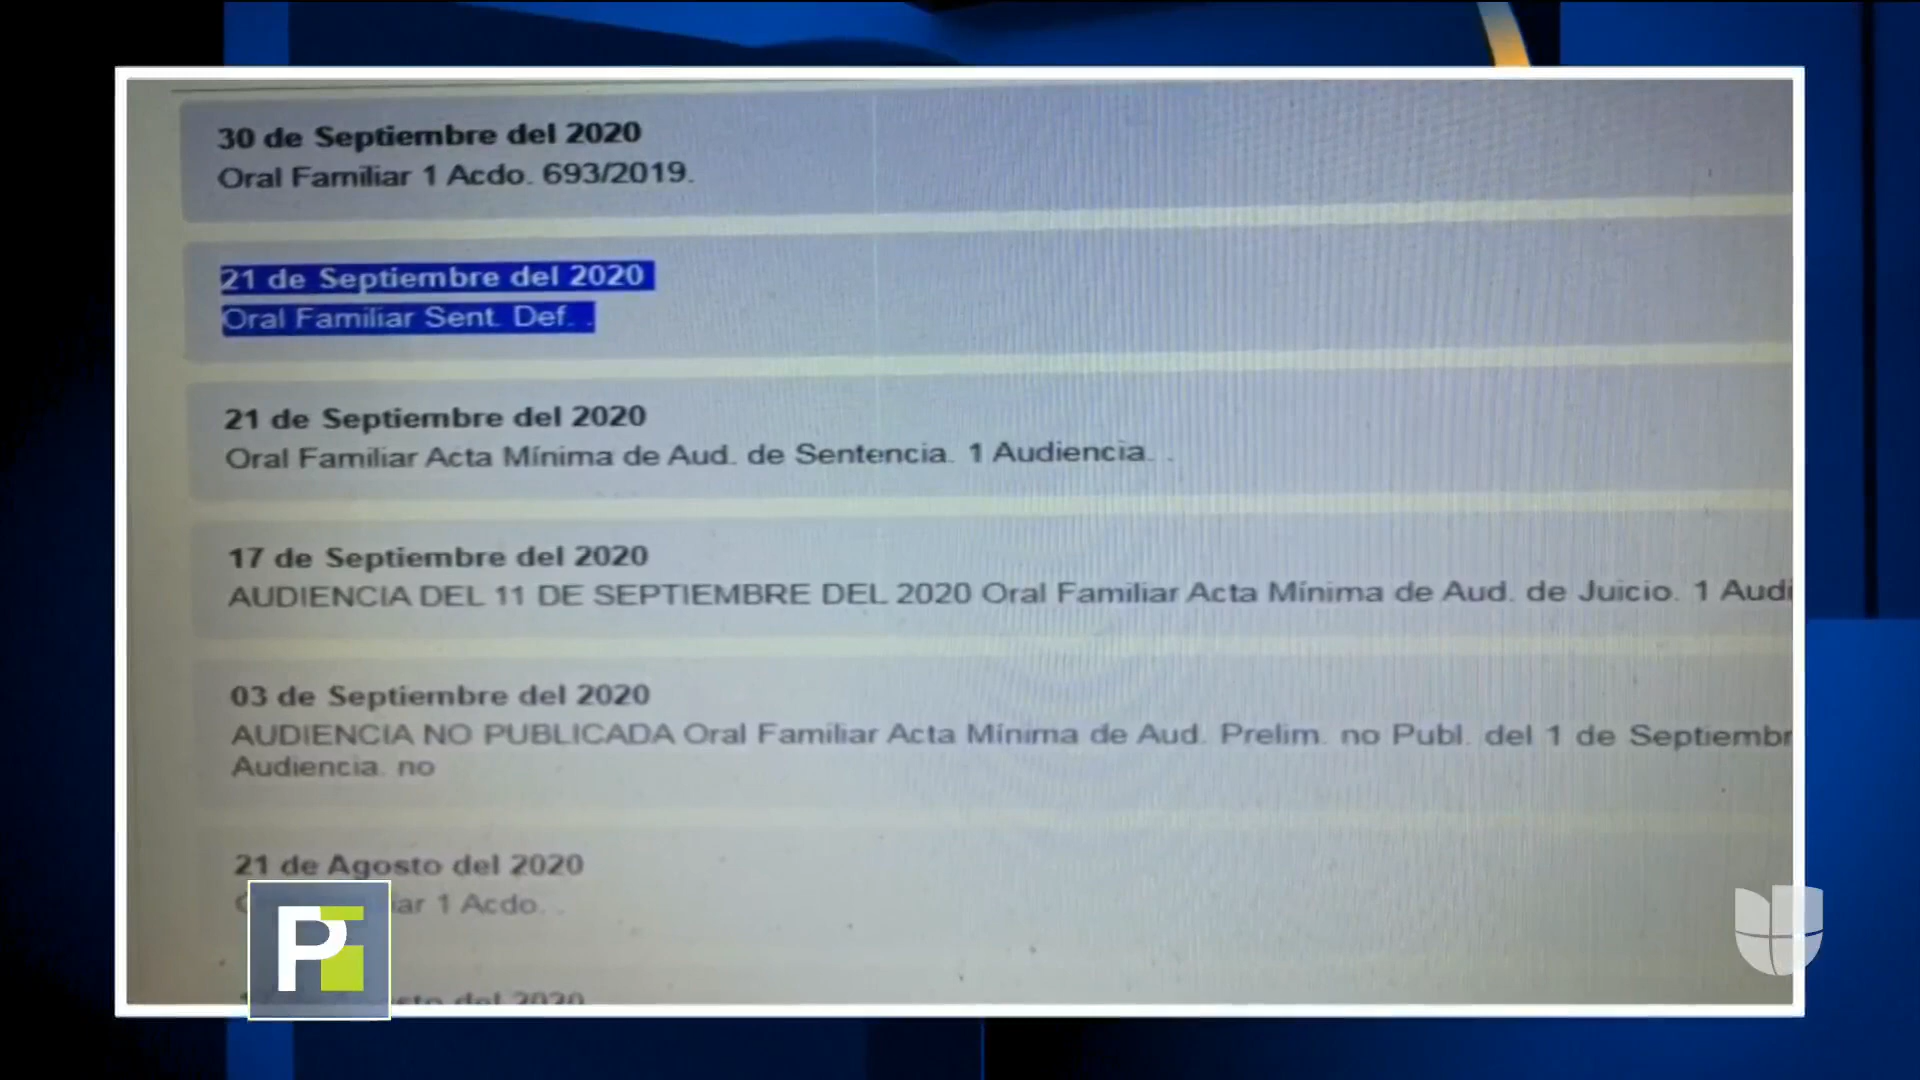 30 de Septiembre del 2020
Oral Familiar 1 Acdo. 693/2019.
21 de Septiembre del 2020
Oral Familiar Sent. Def. .
21 de Septiembre del 2020
Oral Familiar Acta Mínima de Aud. de Sentencia. 1 Audiencia. .
17 de Septiembre del 2020
AUDIENCIA DEL 11 DE SEPTIEMBRE DEL 2020 Oral Familiar Acta Mínima de Aud. de Juicio. 1 Audi
03 de Septiembre del 2020
AUDIENCIA NO PUBLICADA Oral Familiar Acta Mínima de Aud. Prelim. no Publ. del 1 de Septiembr
Audiencia. no
21 de Agosto del 2020
1 Acdo. .
del 2020
P